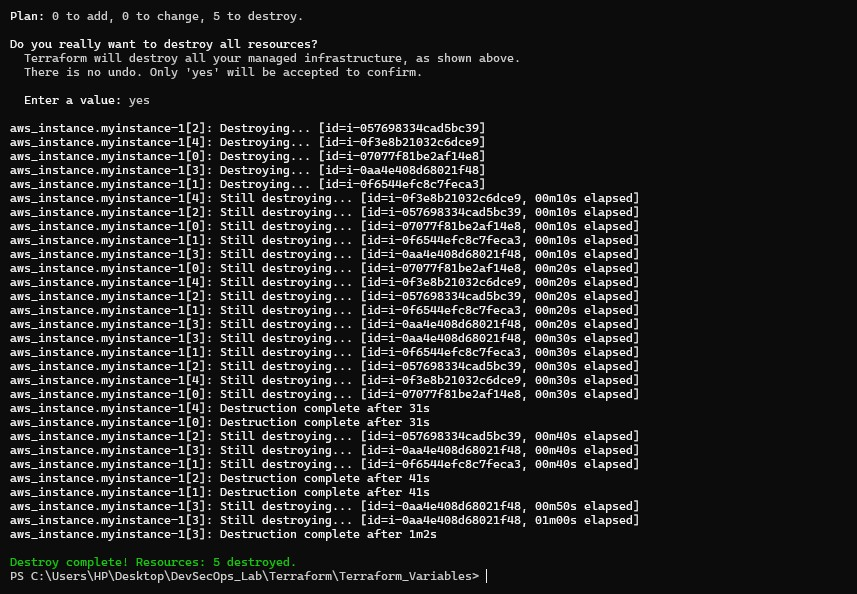 Plan: 0 to add, 0 to change, 5 to destroy.
Do you really want to destroy all resources?
Terraform will destroy all your managed infrastructure, as shown above.
There is no undo. Only 'yes' will be accepted to confirm.
Enter a value: yes
aws_instance.myinstance-1[2]: Destroying... [id=i-057698334cad5bc39]
aws_instance.myinstance-1[4]: Destroying... [id=i-0f3e8b21032c6dce9]
aws_instance.myinstance-1[0]: Destroying... [id=i-07077f81be2af14e8]
aws_instance.myinstance-1[3]: Destroying... [id=i-0aa4e408d68021f48]
aws_instance.myinstance-1[1]: Destroying... [id=i-0f6544efc8c7feca3]
aws_instance.myinstance-1[4]: Still destroying... [id=i-0f3e8b21032c6dce9, 00m10s elapsed]
aws_instance.myinstance-1[2]: Still destroying... [id=i-057698334cad5bc39, 00m10s elapsed]
aws_instance.myinstance-1[0]: Still destroying... [id=i-07077f81be2af14e8, 00m10s elapsed]
aws_instance.myinstance-1[1]: Still destroying... [id=i-0f6544efc8c7feca3, 00m10s elapsed]
aws_instance.myinstance-1[3]: Still destroying... [id=i-0aa4e408d68021f48, 00m10s elapsed]
aws_instance.myinstance-1[0]: Still destroying... [id=i-07077f81be2af14e8, 00m20s elapsed]
aws_instance.myinstance-1[4]: Still destroying... [id=i-0f3e8b21032c6dce9, 00m20s elapsed]
aws_instance.myinstance-1[2]: Still destroying... [id=i-057698334cad5bc39, 00m20s elapsed]
aws_instance.myinstance-1[1]: Still destroying... [id=i-0f6544efc8c7feca3, 00m20s elapsed]
aws_instance.myinstance-1[3]: Still destroying... [id=i-0aa4e408d68021f48, 00m20s elapsed]
aws_instance.myinstance-1[3]: Still destroying... [id=i-0aa4e408d68021f48, 00m30s elapsed]
aws_instance.myinstance-1[1]: Still destroying... [id=i-0f6544efc8c7feca3, 00m30s elapsed]
aws_instance.myinstance-1[2]: Still destroying... [id=i-057698334cad5bc39, 00m30s elapsed]
aws_instance.myinstance-1[4]: Still destroying... [id=i-0f3e8b21032c6dce9, 00m30s elapsed]
aws_instance.myinstance-1[0]: Still destroying... [id=i-07077f81be2af14e8, 00m30s elapsed]
aws_instance.myinstance-1[4]: Destruction complete after 31s
aws_instance.myinstance-1[0]: Destruction complete after 31s
aws_instance.myinstance-1[2]: Still destroying... [id=i-057698334cad5bc39, 00m40s elapsed]
aws_instance.myinstance-1[3]: Still destroying... [id=i-0aa4e408d68021f48, 00m40s elapsed]
aws_instance.myinstance-1[1]: Still destroying... [id=i-0f6544efc8c7feca3, 00m40s elapsed]
aws_instance.myinstance-1[2]: Destruction complete after 41s
aws_instance.myinstance-1[1]: Destruction complete after 41s
aws_instance.myinstance-1[3]: Still destroying... [id=i-0aa4e408d68021f48, 00m50s elapsed]
aws_instance.myinstance-1[3]: Still destroying... [id=i-0aa4e408d68021f48, 01m00s elapsed]
aws_instance.myinstance-1[3]: Destruction complete after 1m2s
Destroy complete! Resources: 5 destroyed.
PS C:\Users\HP\Desktop\DevSecOps_Lab\Terraform\Terraform_Variables>